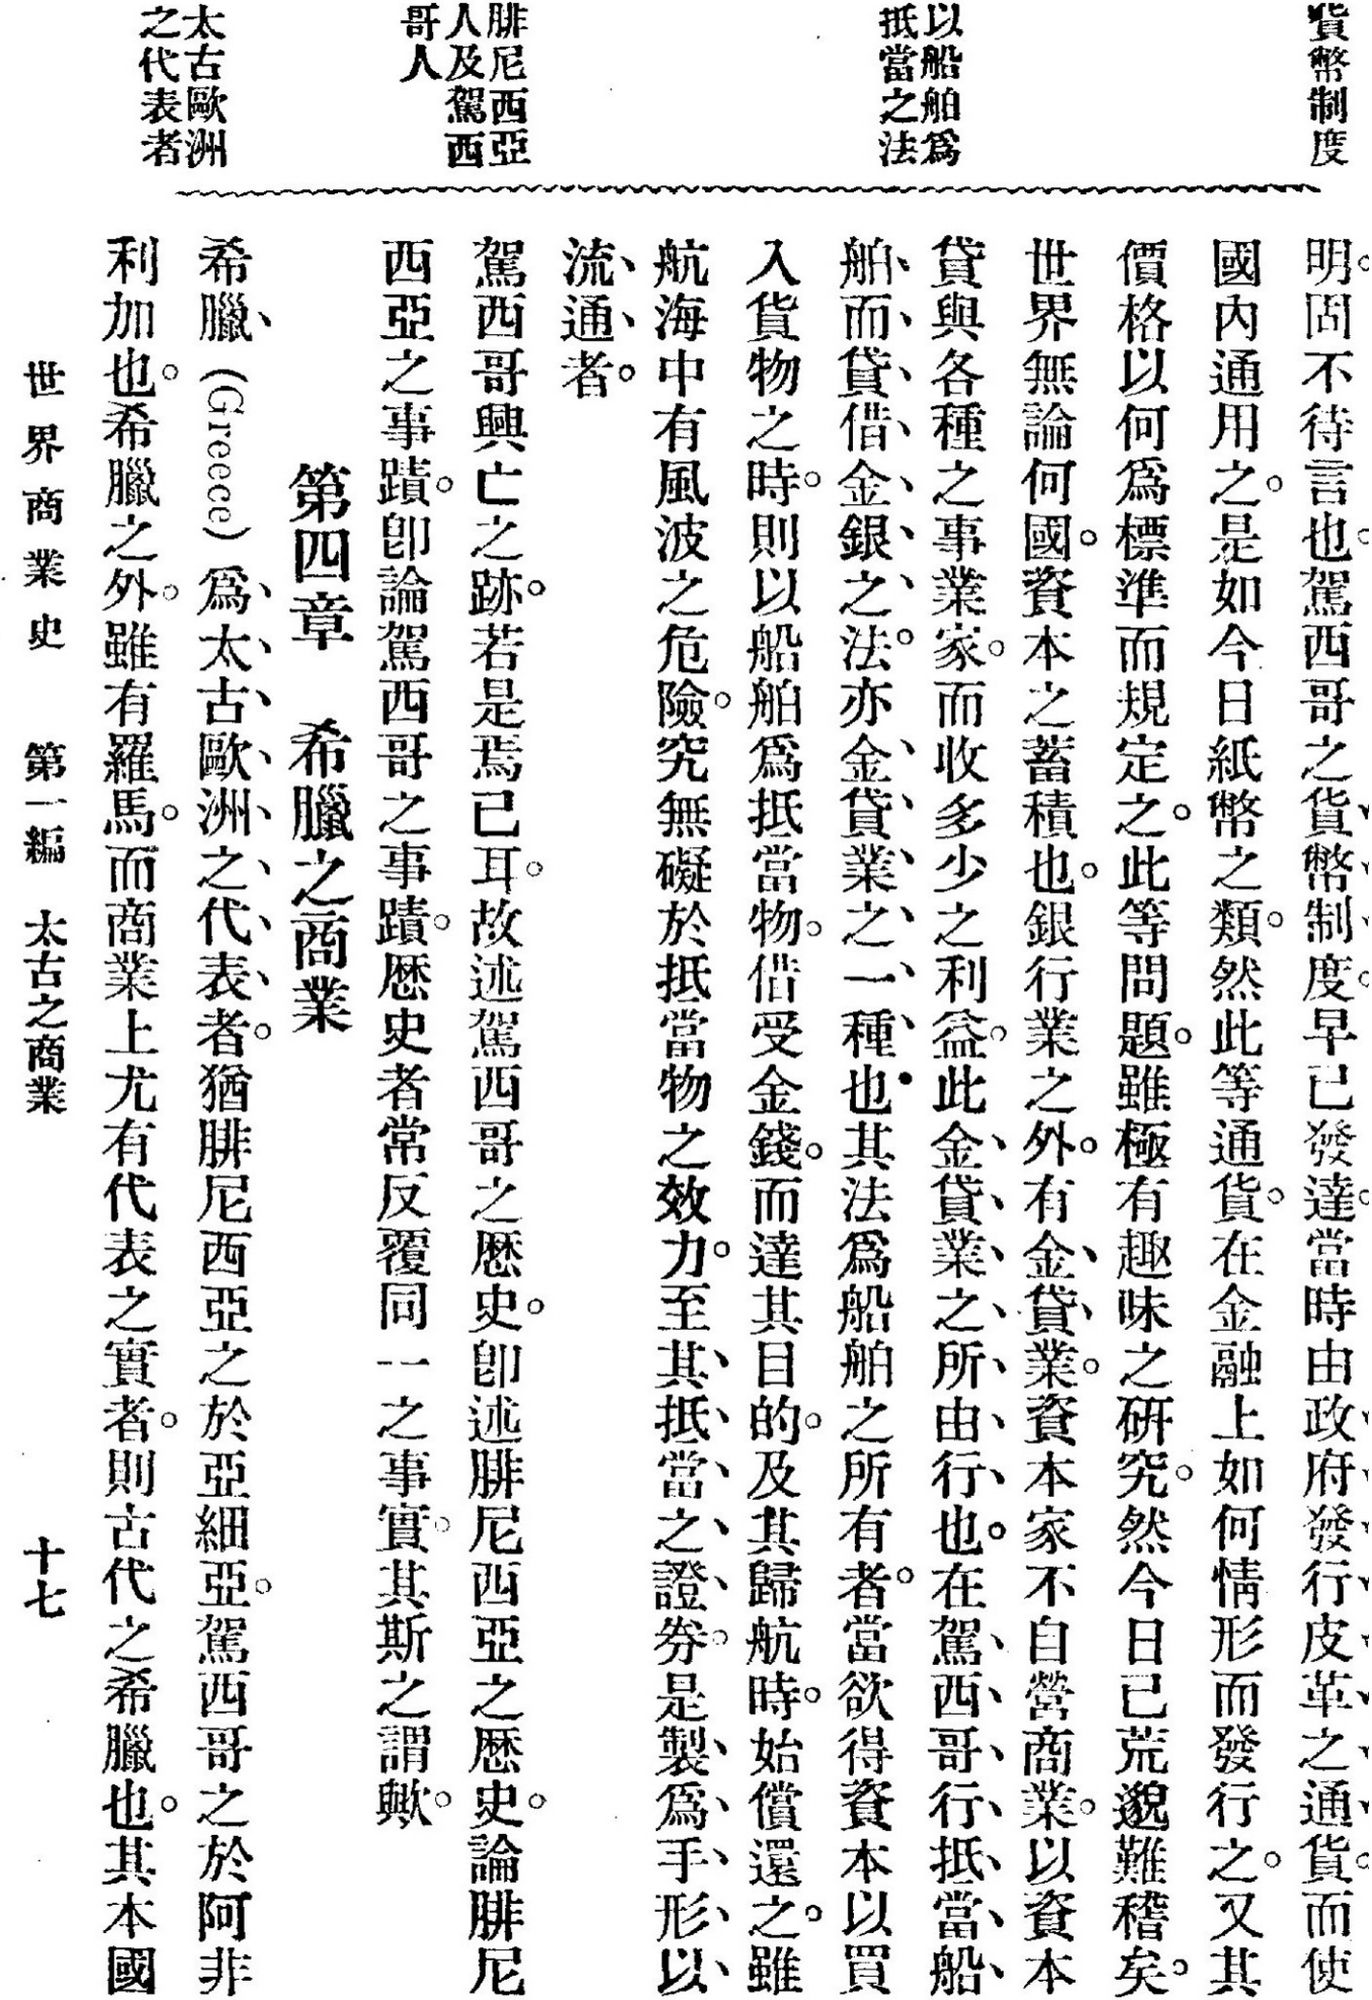 貨幣制度
以船舶爲
抵當之法
腓尼西亞
人及駕西
哥人
太古歐洲
之代表者
明。固不待言也。駕西哥之貨幣制度。早已發達。當時由政府發行皮革之通貨。而使
國內通用之。是如今日紙幣之類。然此等通貨。在金融上如何情形而發行之。又其
價格以何爲標準而規定之。此等問題。雖極有趣味之硏究。然今日已荒邈難稽矣。
世界無論何國。資本之蓄積也。銀行業之外。有金貸業。資本家不自營商業。以資本
貸與各種之事業家。而收多少之利益。此金貸業之所由行也。在駕西哥行抵當船
舶而貸借金銀之法。亦金貸業之一種也。其法爲船舶之所有者。當欲得資本以買
入貨物之時。則以船舶爲抵當物。借受金錢。而達其目的。及其歸航時。始償還之。雖
航海中有風波之危險。究無礙於抵當物之效力。至其抵當之證券。是製爲手形以
流通者。
駕西哥興亡之跡。若是焉已耳。故述駕西哥之歷史。卽述腓尼西亞之歷史。論腓尼
西亞之事蹟。卽論駕西哥之事蹟。歷史者常反覆同一之事實。其斯之謂歟。
第四章 希臘之商業
希臘(Greece)爲太古歐洲之代表者。猶腓尼西亞之於亞細亞。駕西哥之於阿非
利加也。希臘之外。雖有羅馬。而商業上尤有代表之實者。則古代之希臘也。其本國
世界商業史 第一編 太古之商業 十七